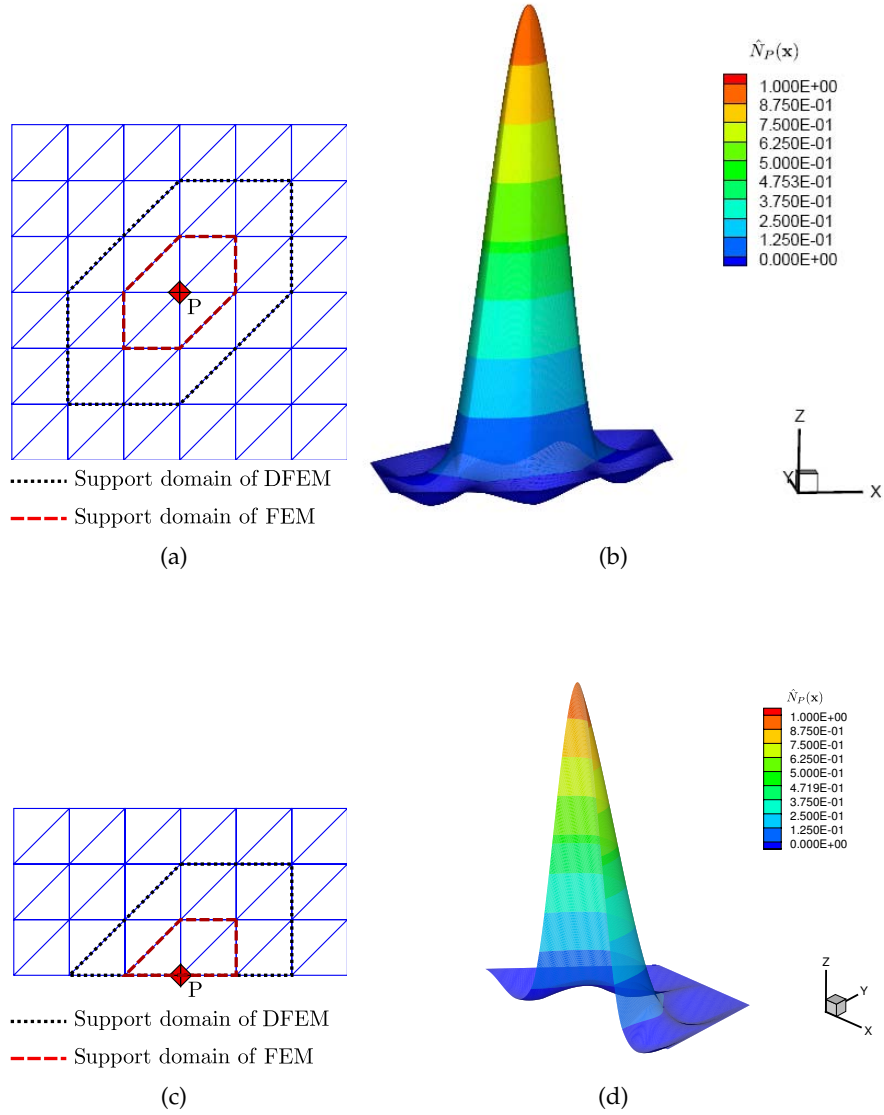 P
Support domain of DFEM
Support domain of FEM
(a)
N̂_P(x)
1.000E+00
8.750E-01
7.500E-01
6.250E-01
5.000E-01
4.753E-01
3.750E-01
2.500E-01
1.250E-01
0.000E+00
Z
Y
X
(b)
P
Support domain of DFEM
Support domain of FEM
(c)
N̂_P(x)
1.000E+00
8.750E-01
7.500E-01
6.250E-01
5.000E-01
4.719E-01
3.750E-01
2.500E-01
1.250E-01
0.000E+00
Z
Y
X
(d)